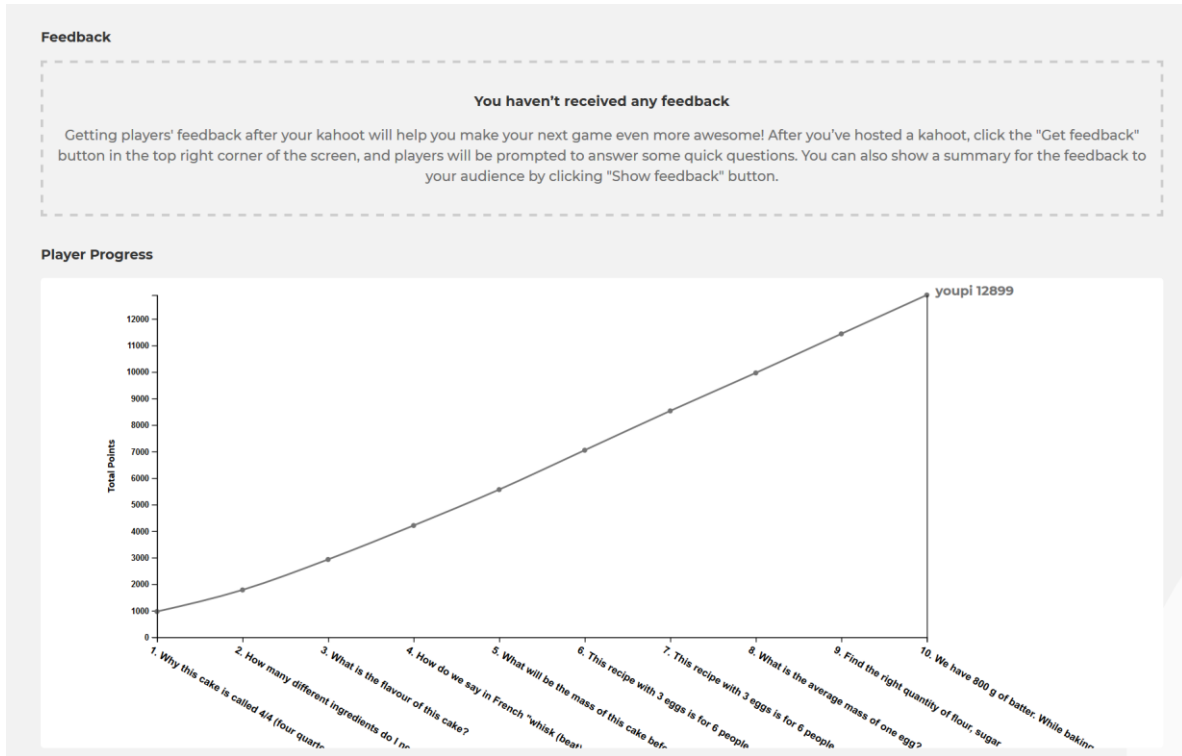 Feedback
You haven’t received any feedback
Getting players' feedback after your kahoot will help you make your next game even more awesome! After you’ve hosted a kahoot, click the "Get feedback"
button in the top right corner of the screen, and players will be prompted to answer some quick questions. You can also show a summary for the feedback to
your audience by clicking "Show feedback" button.
Player Progress
youpi 12899
12000
11000
10000
9000
8000
7000
6000
5000
4000
3000
2000
1000
0
Total Points
1. Why this cake is called 4/4 (four quarte
2. How many different ingredients do I ne
3. What is the flavour of this cake?
4. How do we say in French "whisk (beat)
5. What will be the mass of this cake befo
6. This recipe with 3 eggs is for 6 people
7. This recipe with 3 eggs is for 6 people
8. What is the average mass of one egg?
9. Find the right quantity of flour, sugar
10. We have 800 g of batter. While baking